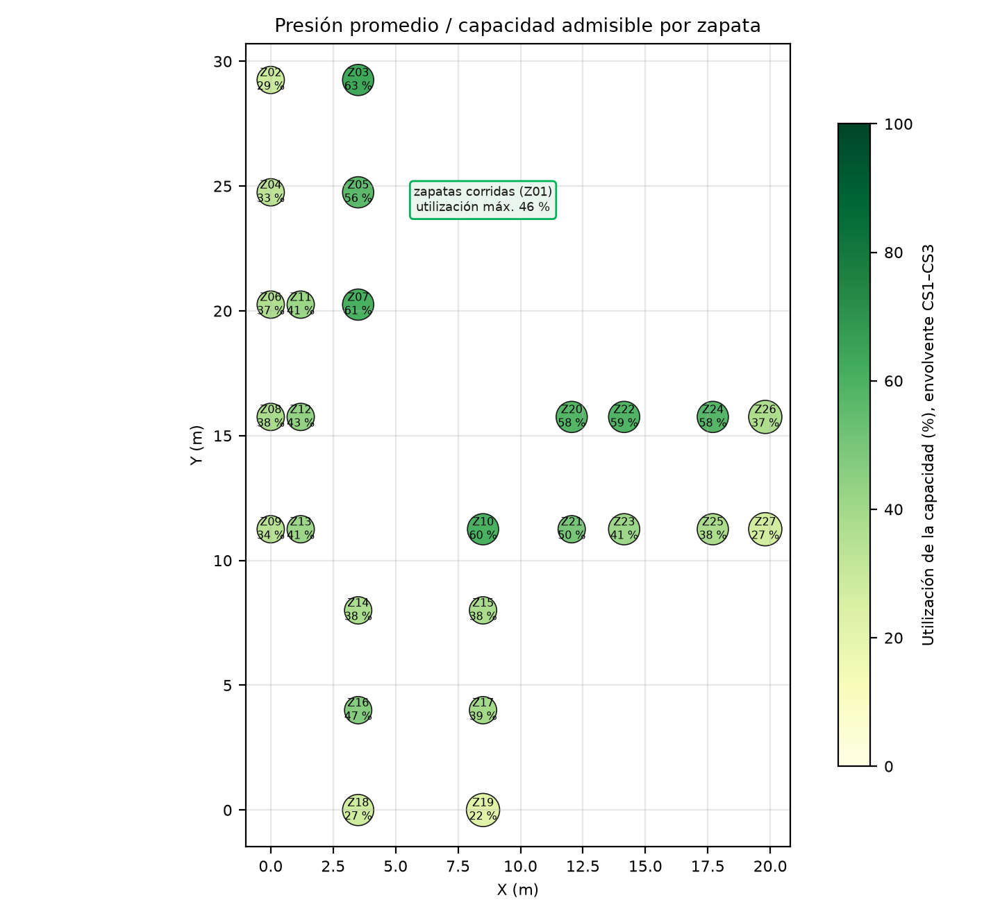 Presión promedio / capacidad admisible por zapata
30
25
20
15
10
5
0
Y (m)
Z02
29 %
Z03
63 %
Z04
33 %
Z05
56 %
zapatas corridas (Z01)
utilización máx. 46 %
Z06
37 %
Z11
41 %
Z07
61 %
Z08
38 %
Z12
43 %
Z20
58 %
Z22
59 %
Z24
58 %
Z26
37 %
Z09
34 %
Z13
41 %
Z10
60 %
Z21
50 %
Z23
41 %
Z25
38 %
Z27
27 %
Z14
38 %
Z15
38 %
Z16
47 %
Z17
39 %
Z18
27 %
Z19
22 %
0.0
2.5
5.0
7.5
10.0
12.5
15.0
17.5
20.0
X (m)
100
80
60
40
20
0
Utilización de la capacidad (%), envolvente CS1–CS3